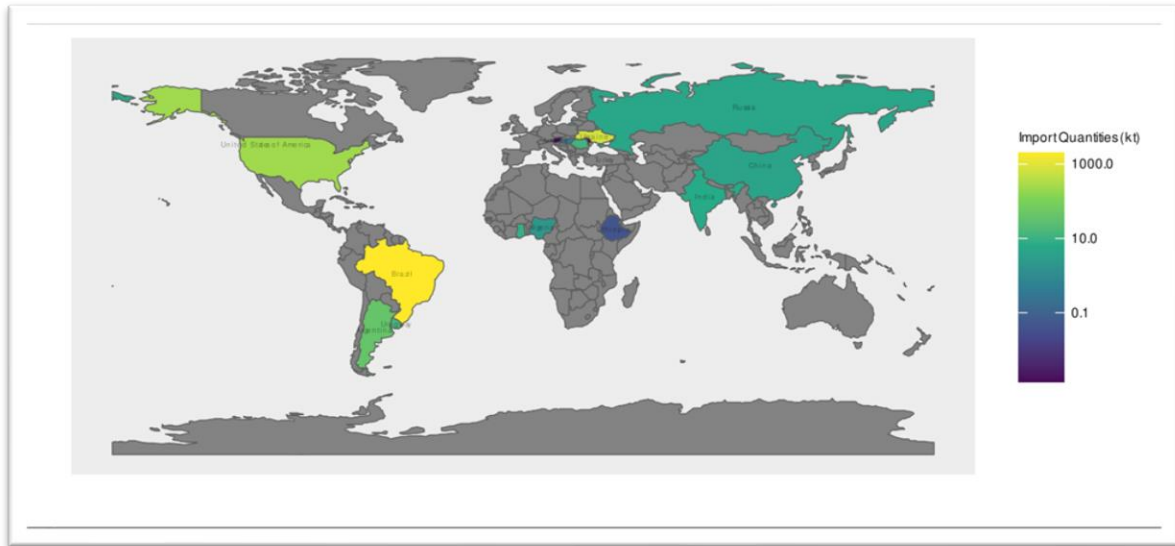 Russia
United States of America
China
India
Brazil
Import Quantities (kt)
1000.0
10.0
0.1